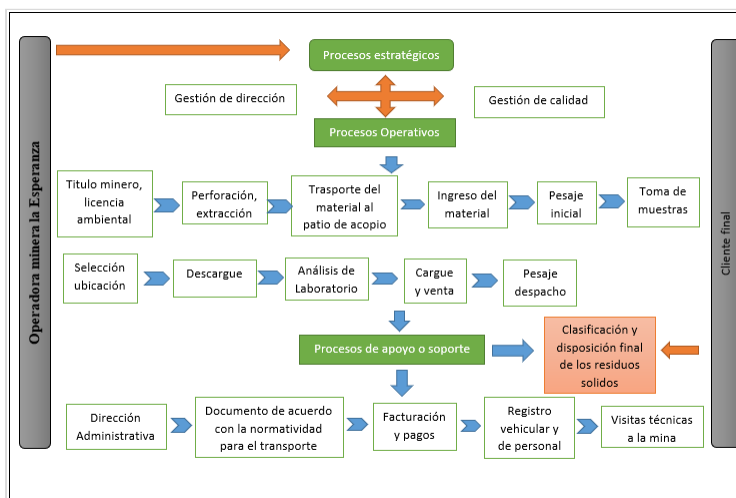 Operadora minera la Esperanza
Procesos estratégicos
Gestión de dirección
Gestión de calidad
Procesos Operativos
Titulo minero,
licencia
ambiental
Perforación,
extracción
Trasporte del
material al
patio de acopio
Ingreso del
material
Pesaje
inicial
Toma de
muestras
Selección
ubicación
Descargue
Análisis de
Laboratorio
Cargue
y venta
Pesaje
despacho
Procesos de apoyo o soporte
Clasificación y
disposición final
de los residuos
solidos
Dirección
Administrativa
Documento de acuerdo
con la normatividad
para el transporte
Facturación
y pagos
Registro
vehicular y
de personal
Visitas técnicas
a la mina
Cliente final